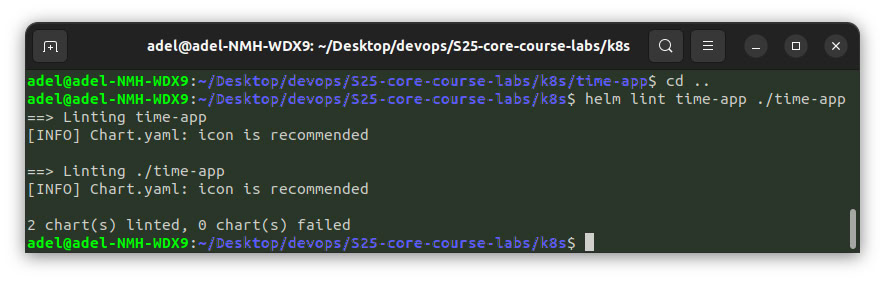 adel@adel-NMH-WDX9: ~/Desktop/devops/S25-core-course-labs/k8s
adel@adel-NMH-WDX9:~/Desktop/devops/S25-core-course-labs/k8s/time-app$ cd ..
adel@adel-NMH-WDX9:~/Desktop/devops/S25-core-course-labs/k8s$ helm lint time-app ./time-app
==> Linting time-app
[INFO] Chart.yaml: icon is recommended

==> Linting ./time-app
[INFO] Chart.yaml: icon is recommended

2 chart(s) linted, 0 chart(s) failed
adel@adel-NMH-WDX9:~/Desktop/devops/S25-core-course-labs/k8s$